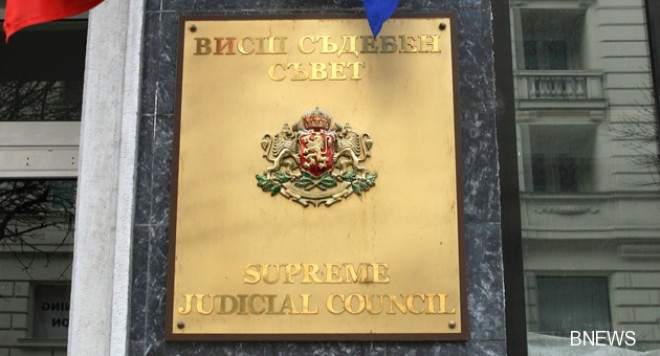 ВИСШ СЪДЕБЕН
СЪВЕТ
SUPREME
JUDICIAL COUNCIL
BNEWS